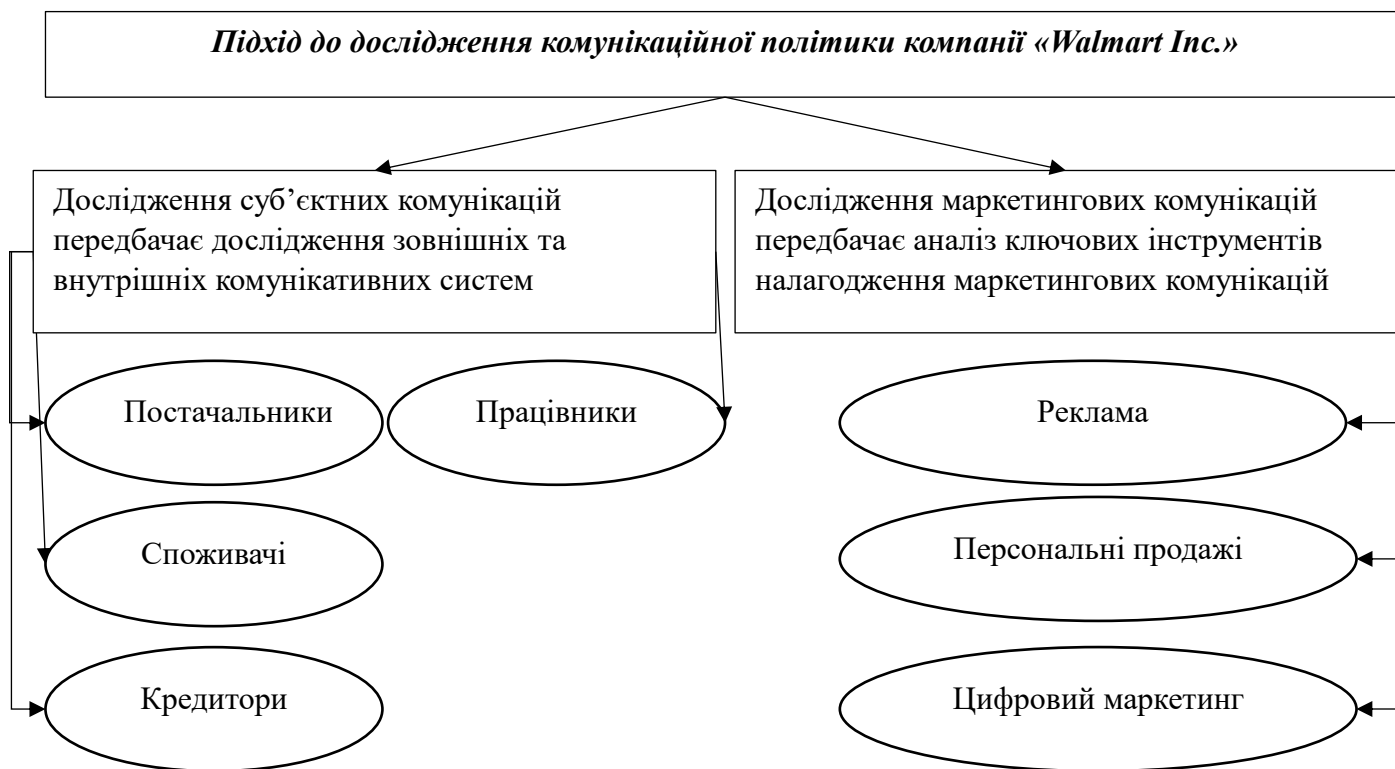 Підхід до дослідження комунікаційної політики компанії «Walmart Inc.»
Дослідження суб’єктних комунікацій
передбачає дослідження зовнішніх та
внутрішніх комунікативних систем
Дослідження маркетингових комунікацій
передбачає аналіз ключових інструментів
налагодження маркетингових комунікацій
Постачальники
Працівники
Реклама
Споживачі
Персональні продажі
Кредитори
Цифровий маркетинг